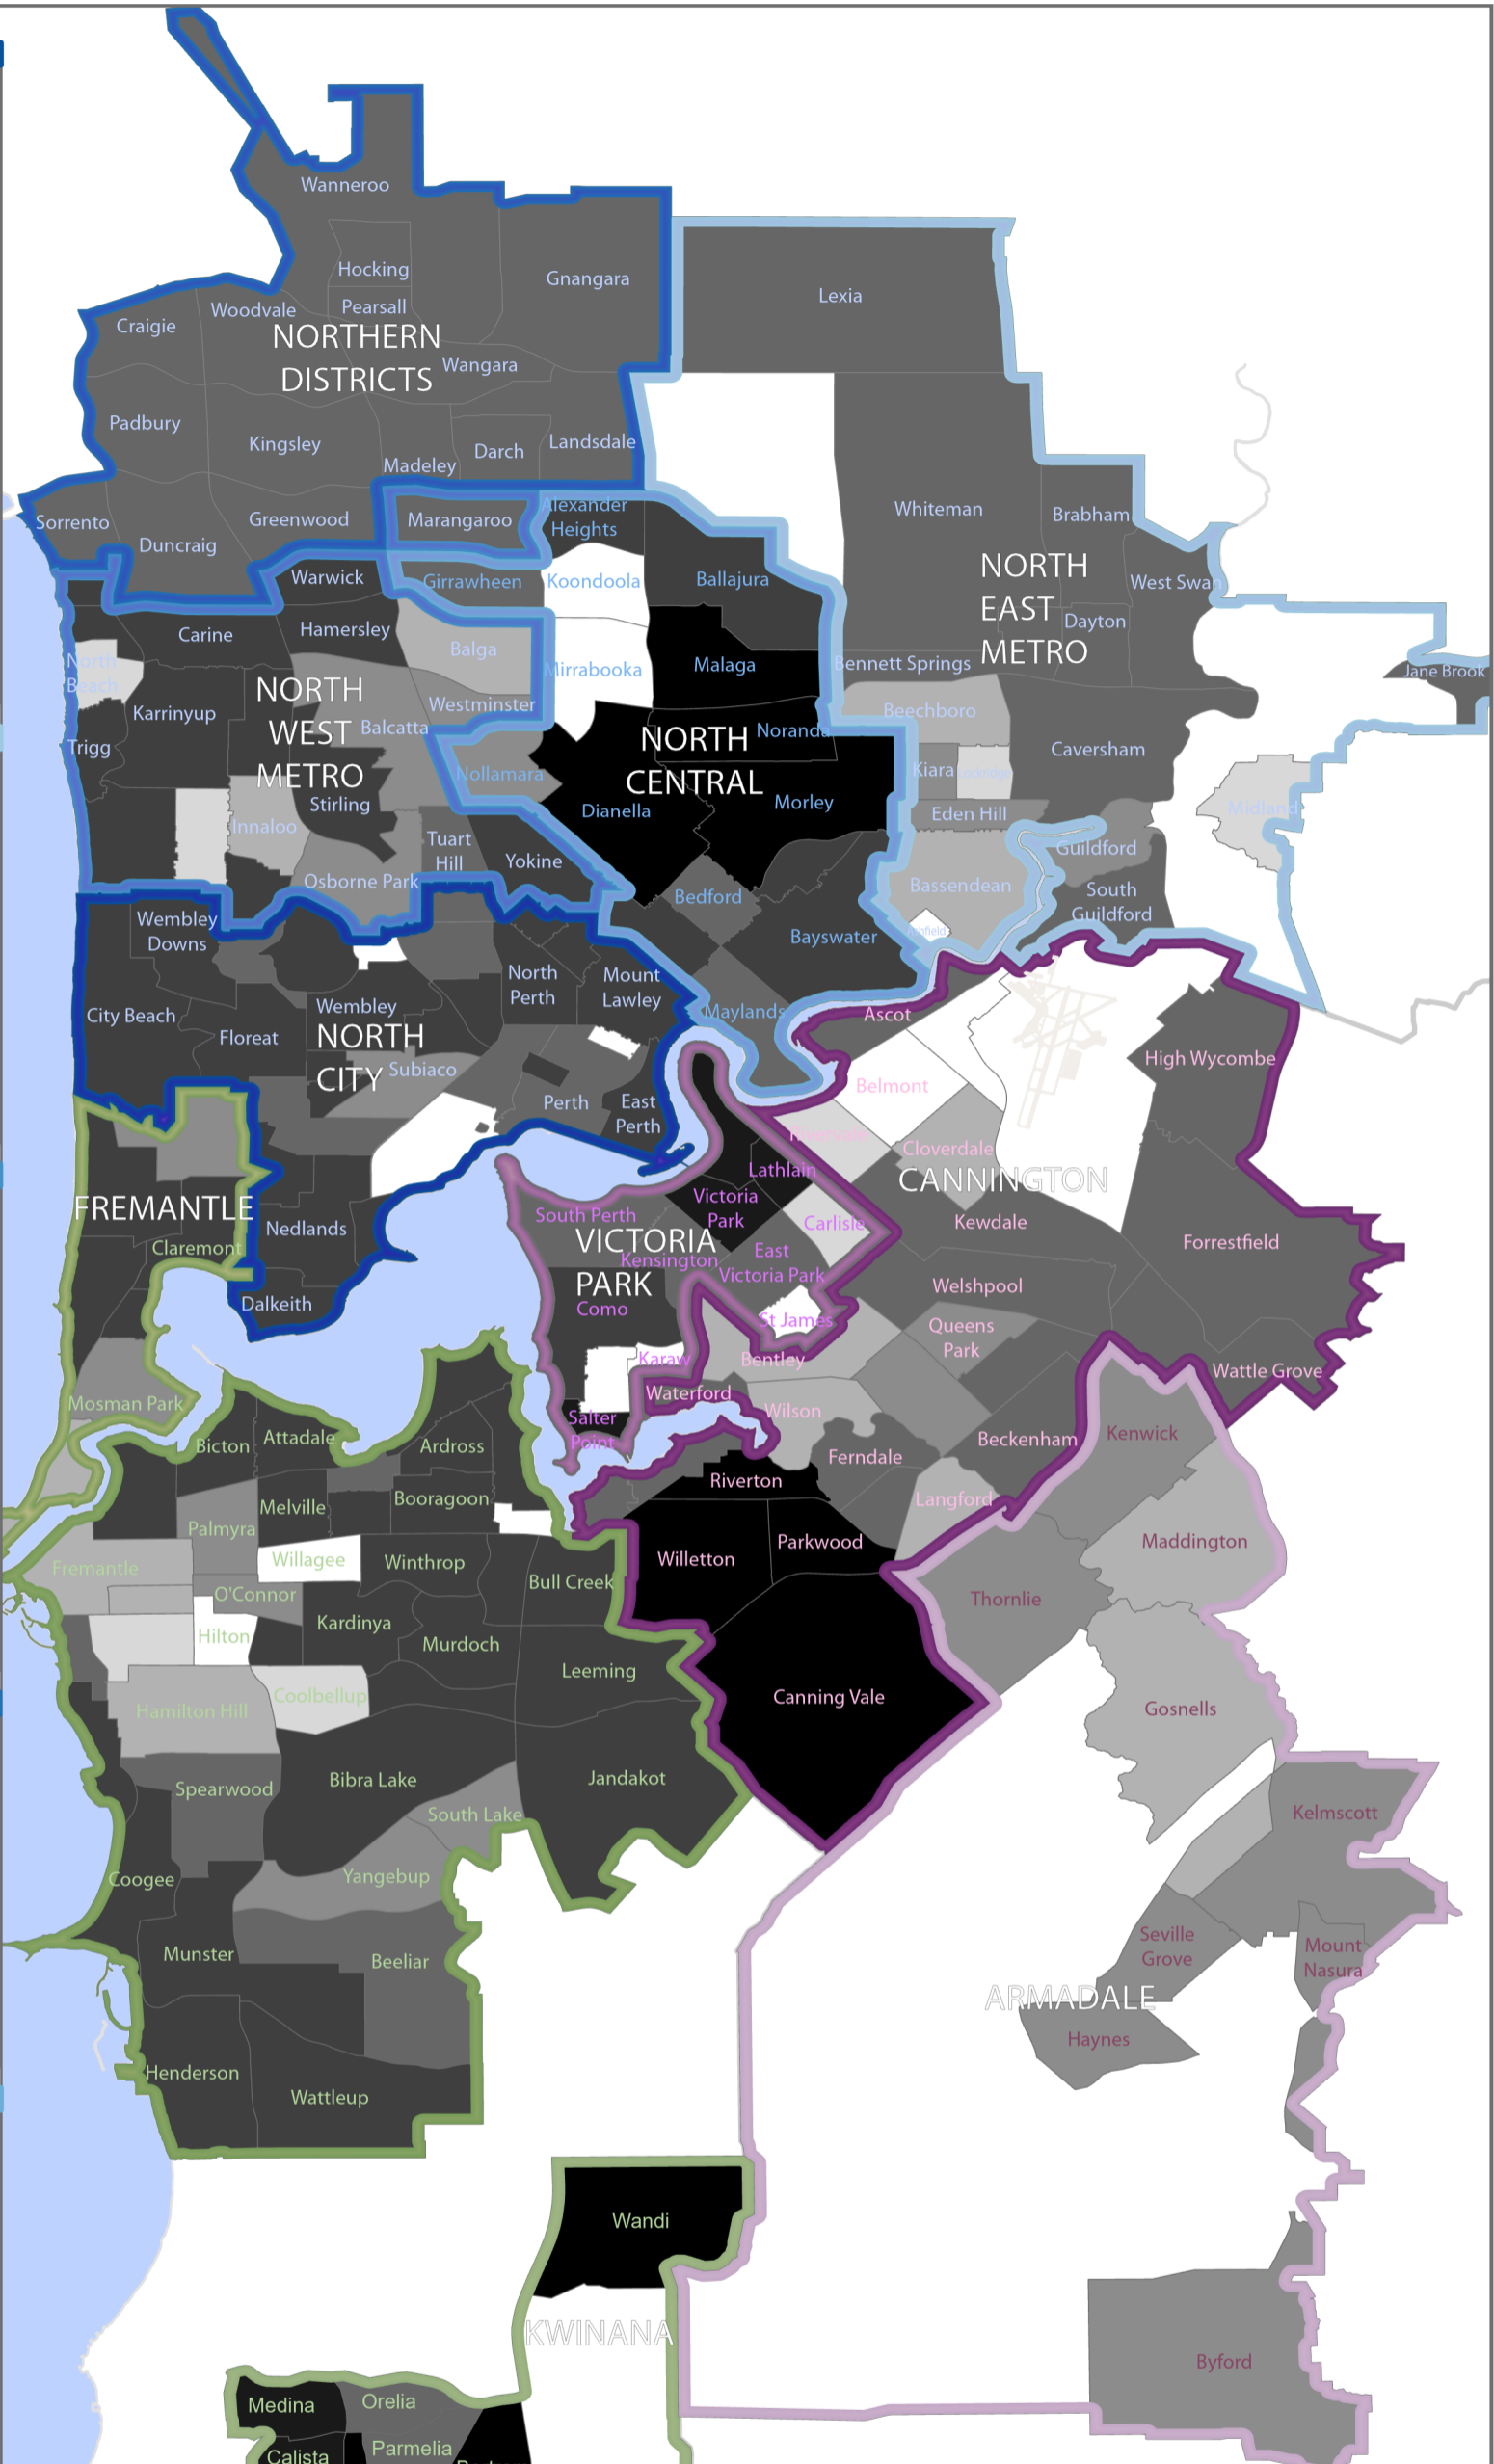 Wanneroo
Hocking
Gnangara
Pearsall
Lexia
Woodvale
Craigie
NORTHERN
DISTRICTS
Wangara
Padbury
Kingsley
Landsdale
Darch
Madeley
Alexander
Heights
Whiteman
Brabham
Sorrento
Greenwood
Marangaroo
Duncraig
Warwick
Girrawheen
Koondoola
Ballajura
NORTH
EAST
METRO
West Swan
Carine
Hamersley
Balga
Dayton
North
Beach
Mirrabooka
Malaga
Bennett Springs
Jane Brook
NORTH
WEST
METRO
Karrinyup
Westminster
Balcatta
Beechboro
Trigg
NORTH
CENTRAL
Noranda
Caversham
Nollamara
Kiara
Stirling
Dianella
Morley
Midland
Innaloo
Eden Hill
Tuart
Hill
Yokine
Guildford
Osborne Park
Bedford
Bassendean
South
Guildford
Wembley
Downs
Bayswater
North
Perth
Mount
Lawley
City Beach
Wembley
Maylands
Ascot
Floreat
NORTH
CITY
Subiaco
High Wycombe
Belmont
Perth
East
Perth
Rivervale
Cloverdale
Lathlain
CANNINGTON
FREMANTLE
Victoria
Park
South Perth
Carlisle
Kewdale
Nedlands
Claremont
VICTORIA
PARK
Kensington
East
Victoria Park
Forrestfield
Welshpool
Dalkeith
Como
St James
Queens
Park
Karaw
Bentley
Wattle Grove
Mosman Park
Waterford
Salter
Point
Wilson
Bicton
Attadale
Ardross
Beckenham
Kenwick
Ferndale
Riverton
Melville
Booragoon
Langford
Palmyra
Maddington
Fremantle
Willagee
Winthrop
Willetton
Parkwood
O'Connor
Bull Creek
Thornlie
Hilton
Kardinya
Murdoch
Leeming
Coolbellup
Hamilton Hill
Canning Vale
Gosnells
Spearwood
Bibra Lake
Jandakot
South Lake
Kelmscott
Coogee
Yangebup
Munster
Beeliar
Seville
Grove
Mount
Nasura
ARMADALE
Haynes
Henderson
Wattleup
Wandi
KWINANA
Byford
Medina
Orelia
Calista
Parmelia